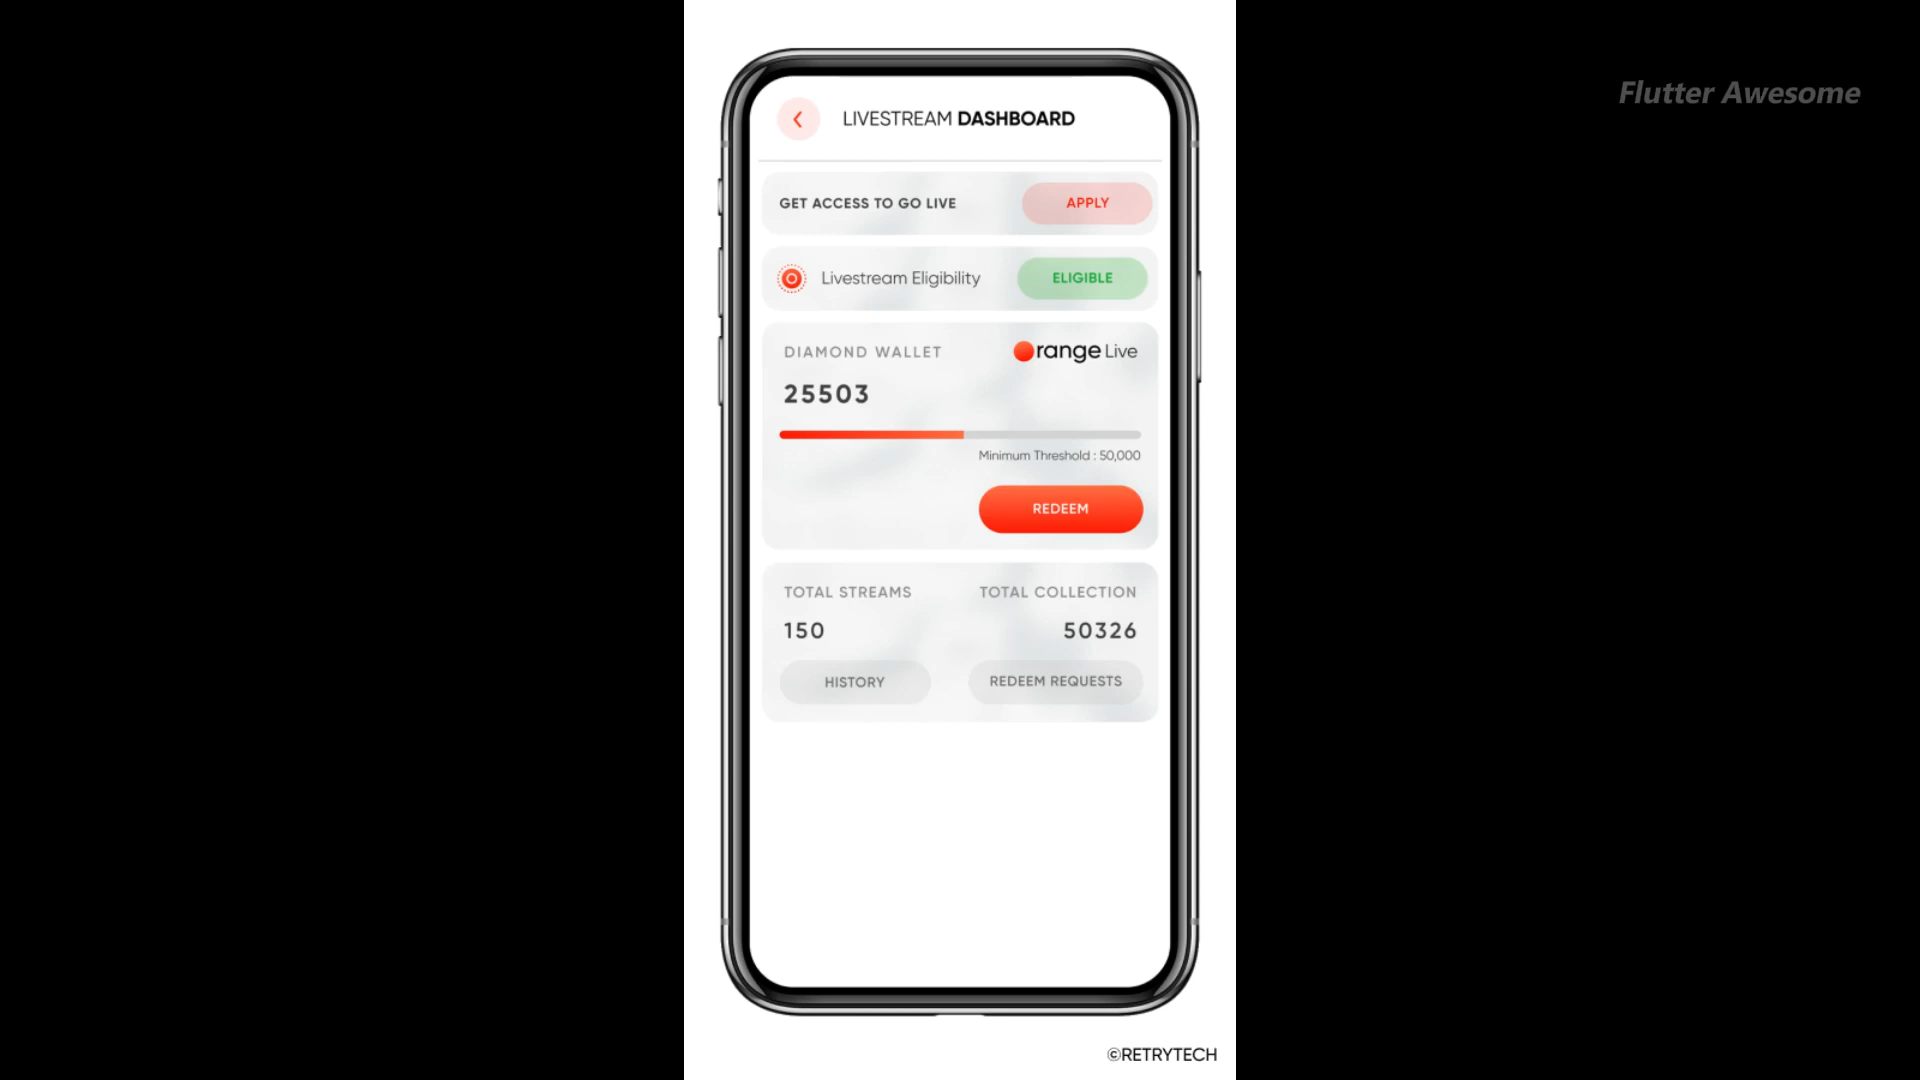 Flutter Awesome
LIVESTREAM DASHBOARD
GET ACCESS TO GO LIVE
APPLY
Livestream Eligibility
ELIGIBLE
DIAMOND WALLET
range Live
25503
Minimum Threshold : 50,000
REDEEM
TOTAL STREAMS
TOTAL COLLECTION
150
50326
HISTORY
REDEEM REQUESTS
©RETRYTECH